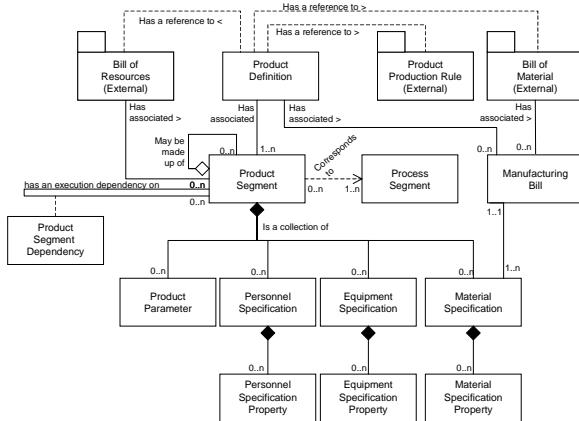 Has a reference to >
Has a reference to <
Has a reference to >
Bill of
Resources
(External)
Product
Definition
Product
Production Rule
(External)
Bill of
Material
(External)
Has
associated >
Has
associated
Has
associated >
Has
associated >
May be
made
up of
0..n
1..n
0..n
0..n
Corresponds
to
Product
Segment
Process
Segment
Manufacturing
Bill
has an execution dependency on
0..n
0..n
0..n
1..n
1..1
Product
Segment
Dependency
Is a collection of
0..n
0..n
0..n
0..n
1..n
Product
Parameter
Personnel
Specification
Equipment
Specification
Material
Specification
0..n
0..n
0..n
Personnel
Specification
Property
Equipment
Specification
Property
Material
Specification
Property